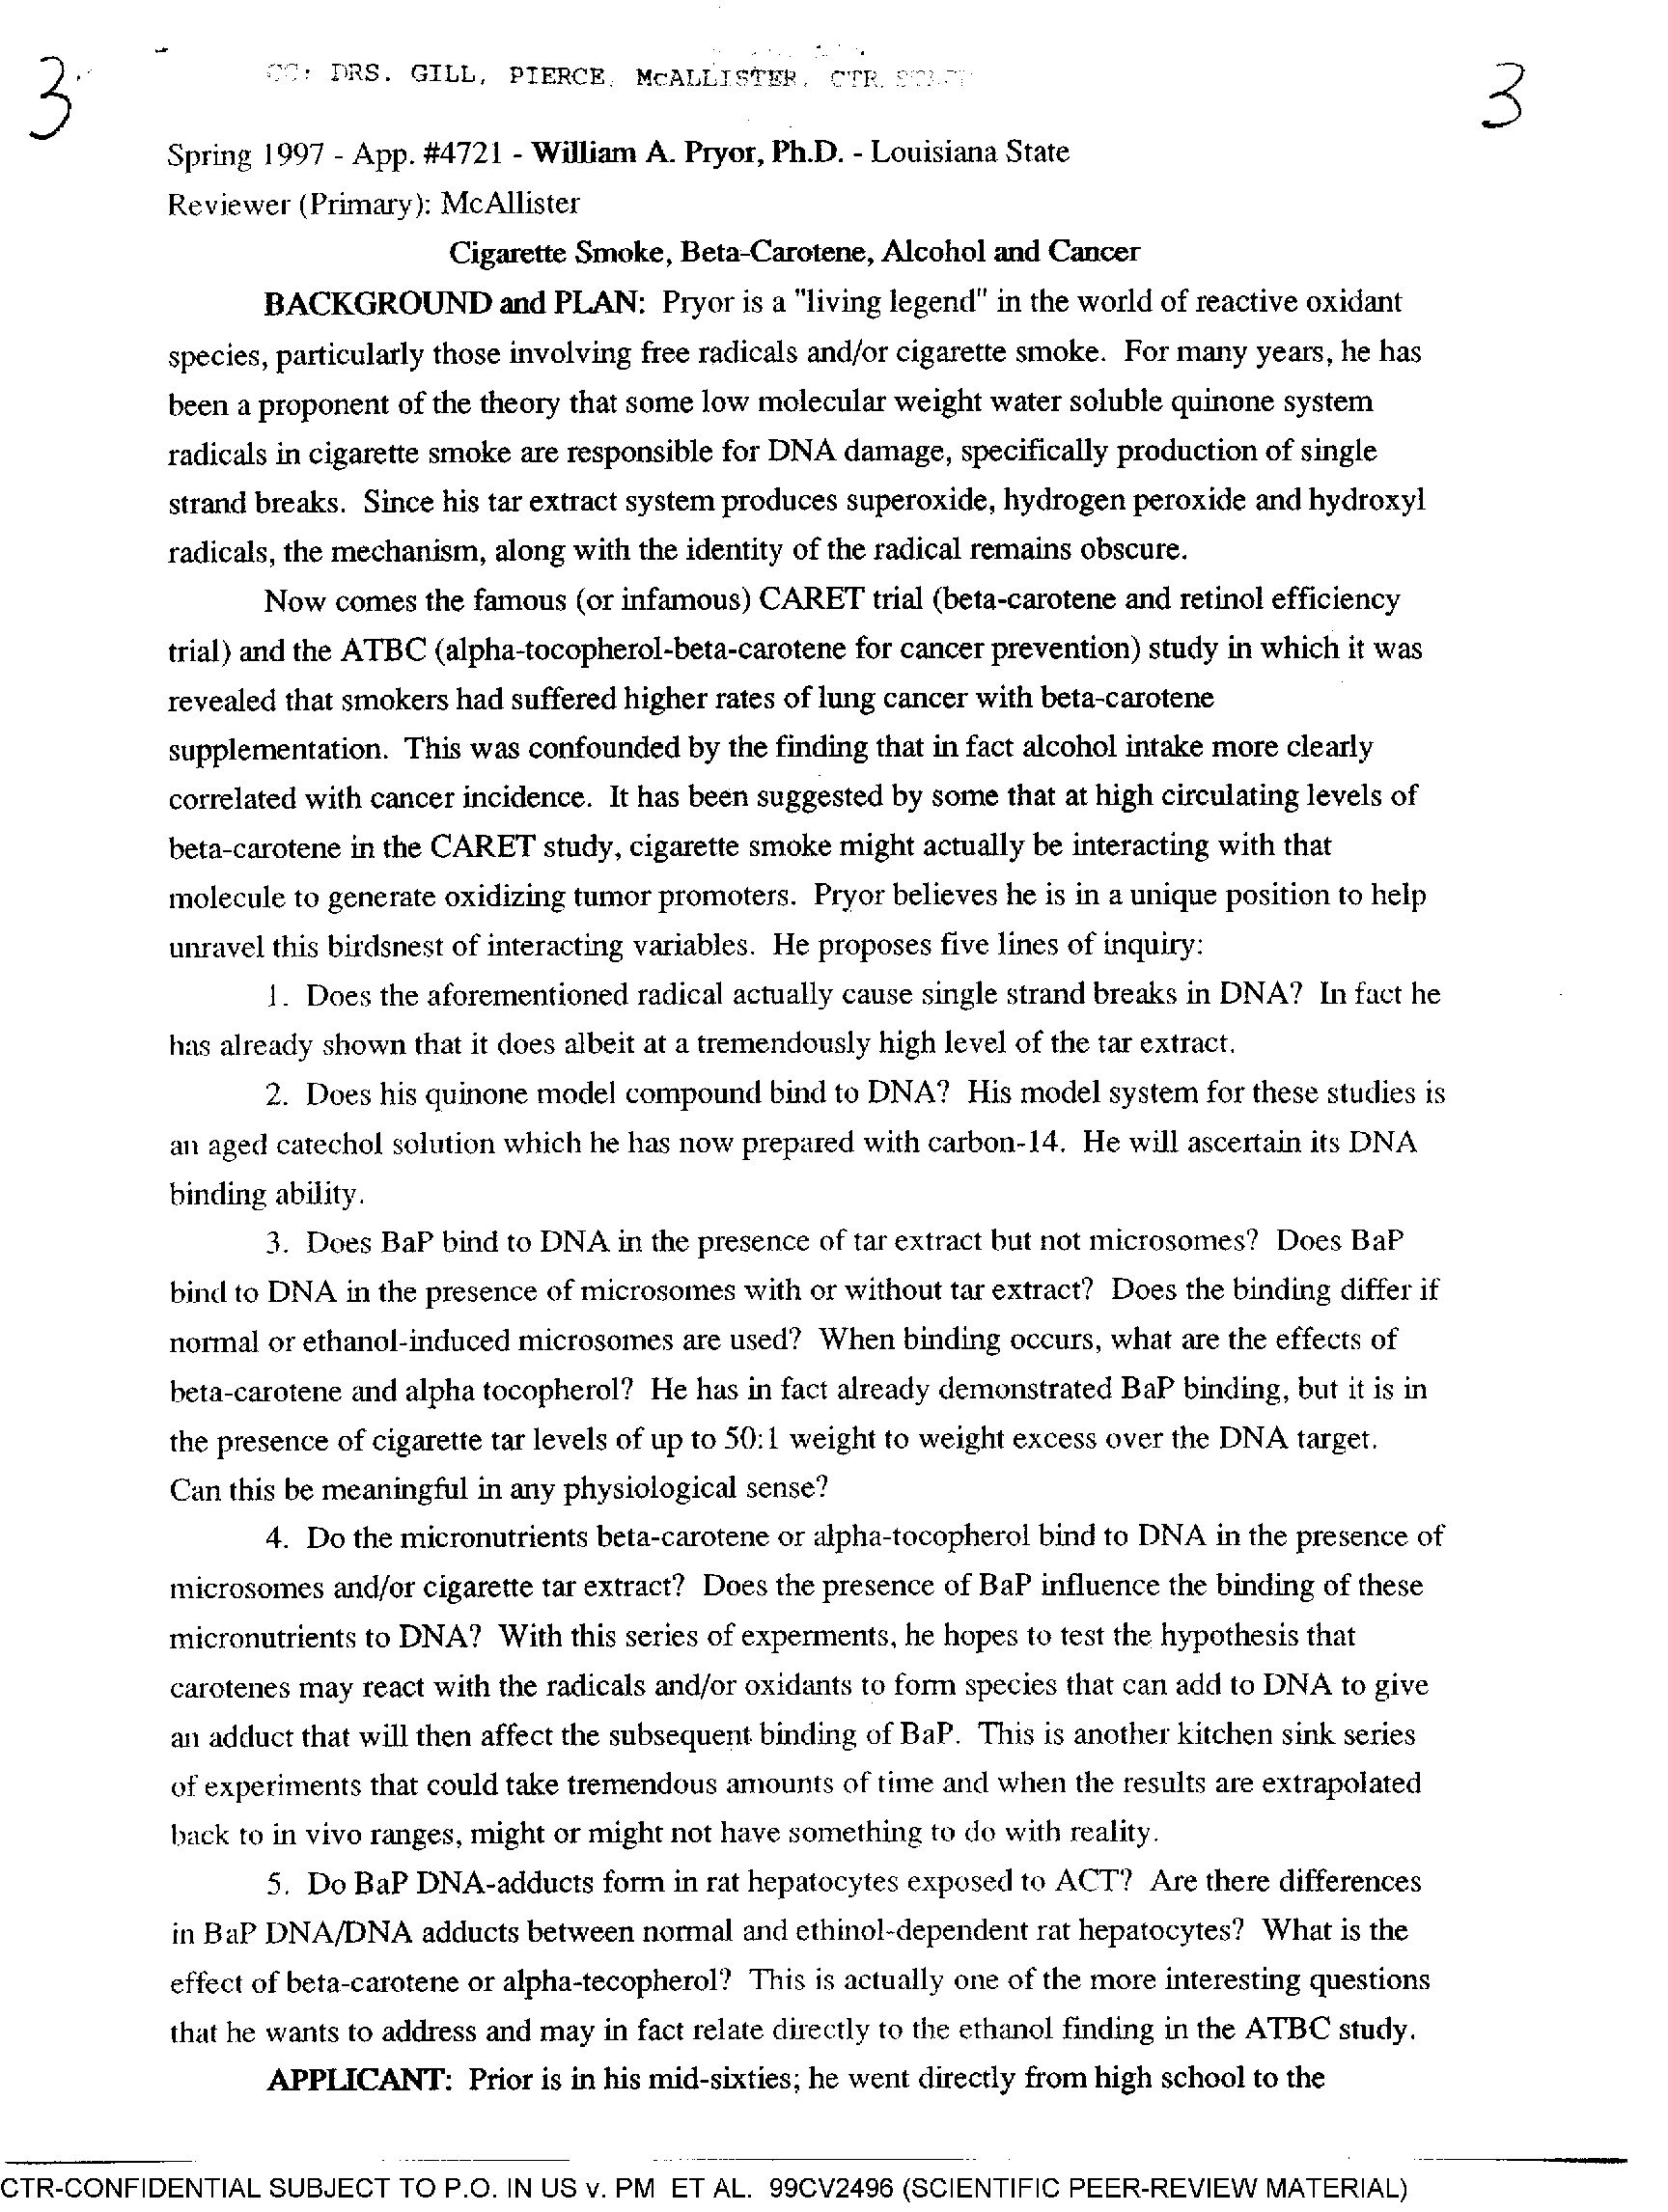 3
CC: DRS. GILL, PIERCE, McALLISTER, CTR
3
Spring 1997 - App. #4721 - William A. Pryor, Ph.D. - Louisiana State
Reviewer (Primary): McAllister
Cigarette Smoke, Beta-Carotene, Alcohol and Cancer
BACKGROUND and PLAN: Pryor is a "living legend" in the world of reactive oxidant
species, particularly those involving free radicals and/or cigarette smoke. For many years, he has
been a proponent of the theory that some low molecular weight water soluble quinone system
radicals in cigarette smoke are responsible for DNA damage, specifically production of single
strand breaks. Since his tar extract system produces superoxide, hydrogen peroxide and hydroxyl
radicals, the mechanism, along with the identity of the radical remains obscure.
Now comes the famous (or infamous) CARET trial (beta-carotene and retinol efficiency
trial) and the ATBC (alpha-tocopherol-beta-carotene for cancer prevention) study in which it was
revealed that smokers had suffered higher rates of lung cancer with beta-carotene
supplementation. This was confounded by the finding that in fact alcohol intake more clearly
correlated with cancer incidence. It has been suggested by some that at high circulating levels of
beta-carotene in the CARET study, cigarette smoke might actually be interacting with that
molecule to generate oxidizing tumor promoters. Pryor believes he is in a unique position to help
unravel this birdsnest of interacting variables. He proposes five lines of inquiry:
1. Does the aforementioned radical actually cause single strand breaks in DNA? In fact he
has already shown that it does albeit at a tremendously high level of the tar extract.
2. Does his quinone model compound bind to DNA? His model system for these studies is
an aged catechol solution which he has now prepared with carbon-14. He will ascertain its DNA
binding ability.
3. Does BaP bind to DNA in the presence of tar extract but not microsomes? Does BaP
bind to DNA in the presence of microsomes with or without tar extract? Does the binding differ if
normal or ethanol-induced microsomes are used? When binding occurs, what are the effects of
beta-carotene and alpha tocopherol? He has in fact already demonstrated BaP binding, but it is in
the presence of cigarette tar levels of up to 50:1 weight to weight excess over the DNA target.
Can this be meaningful in any physiological sense?
4. Do the micronutrients beta-carotene or alpha-tocopherol bind to DNA in the presence of
microsomes and/or cigarette tar extract? Does the presence of BaP influence the binding of these
micronutrients to DNA? With this series of experments, he hopes to test the hypothesis that
carotenes may react with the radicals and/or oxidants to form species that can add to DNA to give
an adduct that will then affect the subsequent binding of BaP. This is another kitchen sink series
of experiments that could take tremendous amounts of time and when the results are extrapolated
back to in vivo ranges, might or might not have something to do with reality.
5. Do BaP DNA-adducts form in rat hepatocytes exposed to ACT? Are there differences
in BaP DNA/DNA adducts between normal and ethinol-dependent rat hepatocytes? What is the
effect of beta-carotene or alpha-tecopherol? This is actually one of the more interesting questions
that he wants to address and may in fact relate directly to the ethanol finding in the ATBC study.
APPLICANT: Prior is in his mid-sixties; he went directly from high school to the
CTR-CONFIDENTIAL SUBJECT TO P.O. IN US v. PM ET AL. 99CV2496 (SCIENTIFIC PEER-REVIEW MATERIAL)